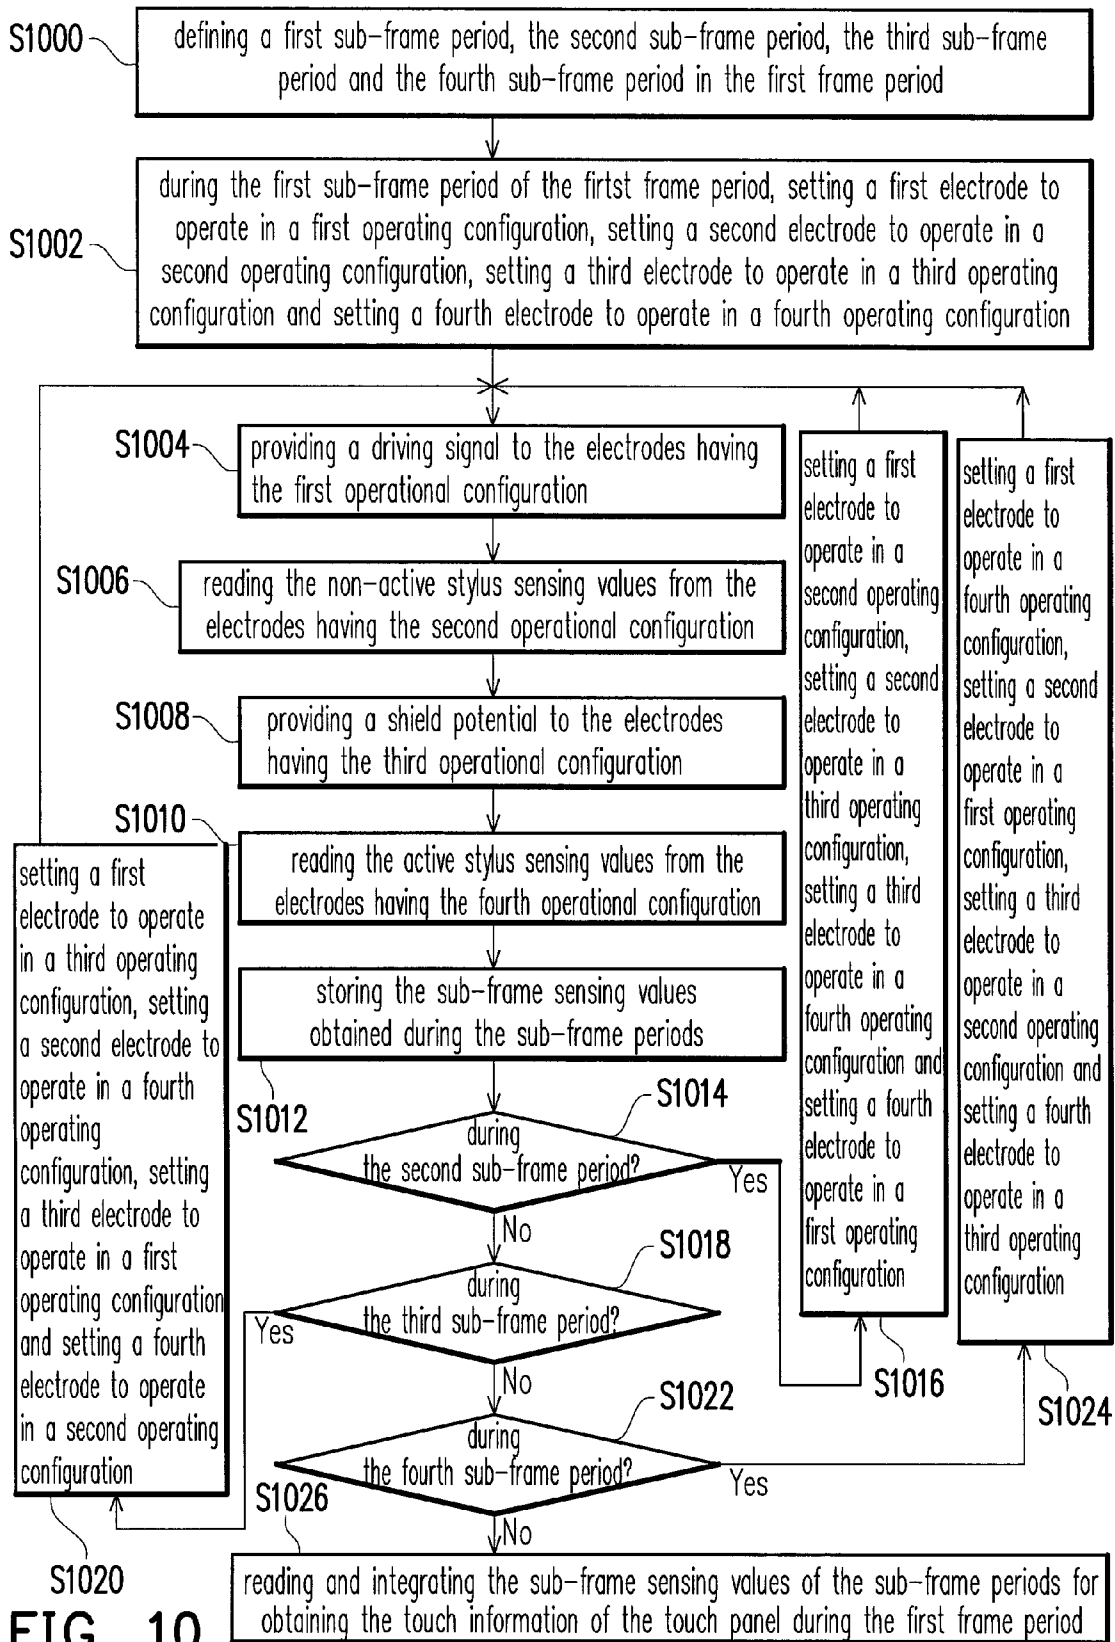 S1000
defining a first sub-frame period, the second sub-frame period, the third sub-frame
period and the fourth sub-frame period in the first frame period
S1002
during the first sub-frame period of the firtst frame period, setting a first electrode to
operate in a first operating configuration, setting a second electrode to operate in a
second operating configuration, setting a third electrode to operate in a third operating
configuration and setting a fourth electrode to operate in a fourth operating configuration
S1004
providing a driving signal to the electrodes having
the first operational configuration
S1006
reading the non-active stylus sensing values from the
electrodes having the second operational configuration
S1008
providing a shield potential to the electrodes
having the third operational configuration
S1010
reading the active stylus sensing values from the
electrodes having the fourth operational configuration
storing the sub-frame sensing values
obtained during the sub-frame periods
S1012
S1014
during
the second sub-frame period?
Yes
No
setting a first
electrode to
operate in a
second operating
configuration,
setting a second
electrode to
operate in a
third operating
configuration,
setting a third
electrode to
operate in a
fourth operating
configuration and
setting a fourth
electrode to
operate in a
first operating
configuration
S1016
S1018
during
the third sub-frame period?
Yes
No
setting a first
electrode to operate
in a third operating
configuration, setting
a second electrode to
operate in a fourth
operating
configuration, setting
a third electrode to
operate in a first
operating configuration
and setting a fourth
electrode to operate
in a second operating
configuration
S1020
S1022
during
the fourth sub-frame period?
Yes
No
setting a first
electrode to
operate in a
fourth operating
configuration,
setting a second
electrode to
operate in a
first operating
configuration,
setting a third
electrode to
operate in a
second operating
configuration and
setting a fourth
electrode to
operate in a
third operating
configuration
S1024
S1026
reading and integrating the sub-frame sensing values of the sub-frame periods for
obtaining the touch information of the touch panel during the first frame period
FIG. 10